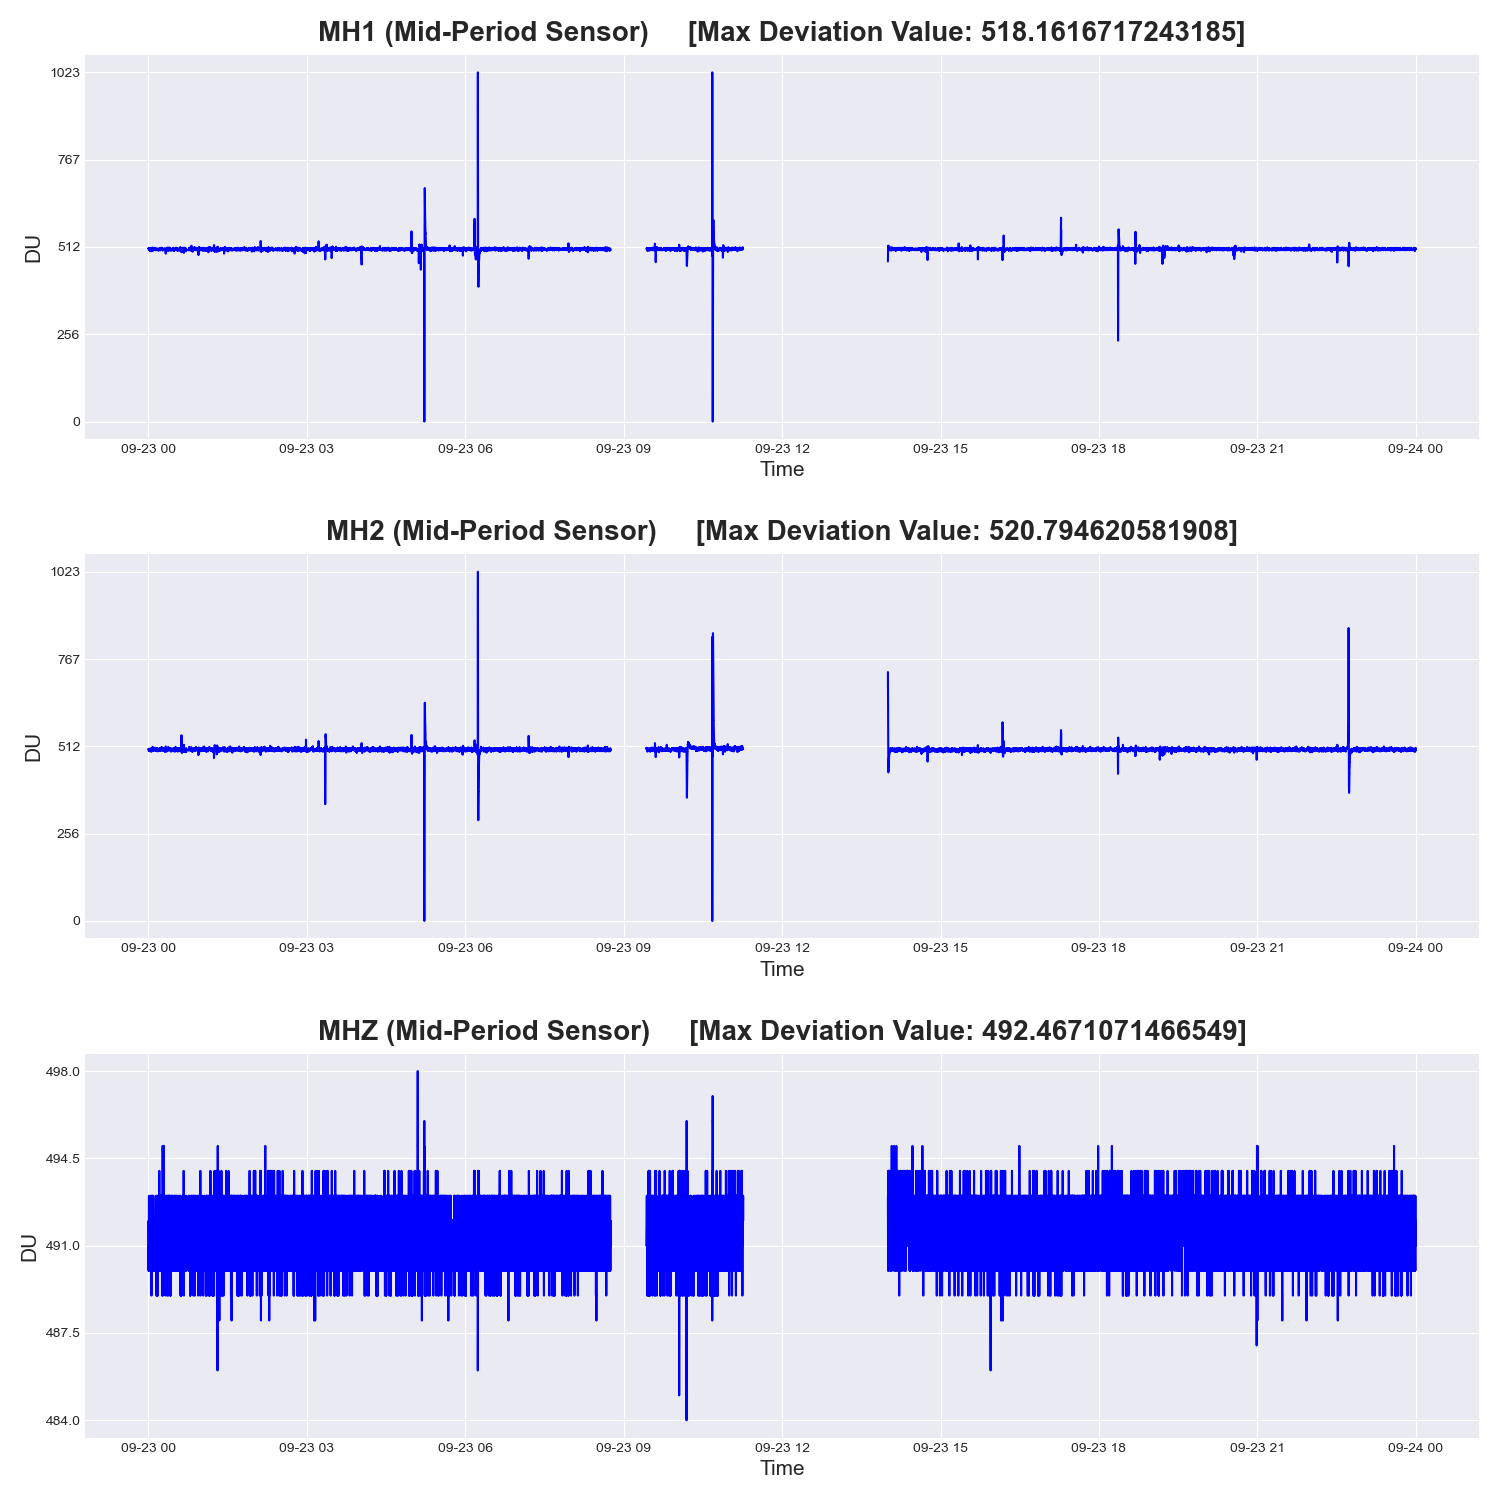 MH1 (Mid-Period Sensor) [Max Deviation Value: 518.1616717243185]
1023
767
512
256
0
DU
09-23 00 09-23 03 09-23 06 09-23 09 09-23 12 09-23 15 09-23 18 09-23 21 09-24 00
Time
MH2 (Mid-Period Sensor) [Max Deviation Value: 520.794620581908]
1023
767
512
256
0
DU
09-23 00 09-23 03 09-23 06 09-23 09 09-23 12 09-23 15 09-23 18 09-23 21 09-24 00
Time
MHZ (Mid-Period Sensor) [Max Deviation Value: 492.4671071466549]
498.0
494.5
491.0
487.5
484.0
DU
09-23 00 09-23 03 09-23 06 09-23 09 09-23 12 09-23 15 09-23 18 09-23 21 09-24 00
Time